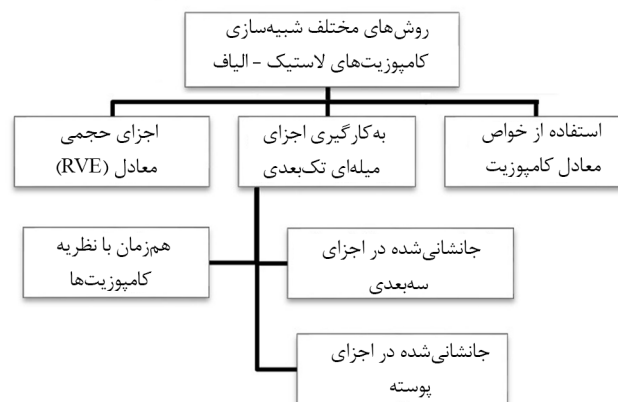 روش‌های مختلف شبیه‌سازی
کامپوزیت‌های لاستیک - الیاف
استفاده از خواص
معادل کامپوزیت
به‌کارگیری اجزای
میله‌ای تک‌بعدی
اجزای حجمی
معادل (RVE)
جانشانی‌شده در اجزای
سه‌بعدی
هم‌زمان با نظریه
کامپوزیت‌ها
جانشانی‌شده در اجزای
پوسته